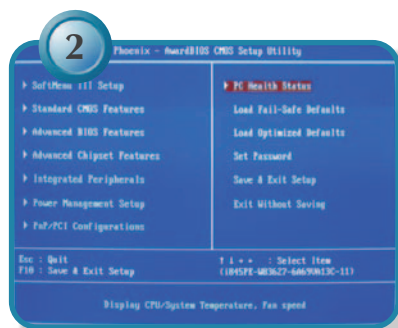 2
Phoenix - AwardBIOS CMOS Setup Utility
SoftMenu III Setup
Standard CMOS Features
Advanced BIOS Features
Advanced Chipset Features
Integrated Peripherals
Power Management Setup
PnP/PCI Configurations
PC Health Status
Load Fail-Safe Defaults
Load Optimized Defaults
Set Password
Save & Exit Setup
Exit Without Saving
Esc : Quit
F10 : Save & Exit Setup
: Select Item
Display CPU/System Temperature, Fan speed